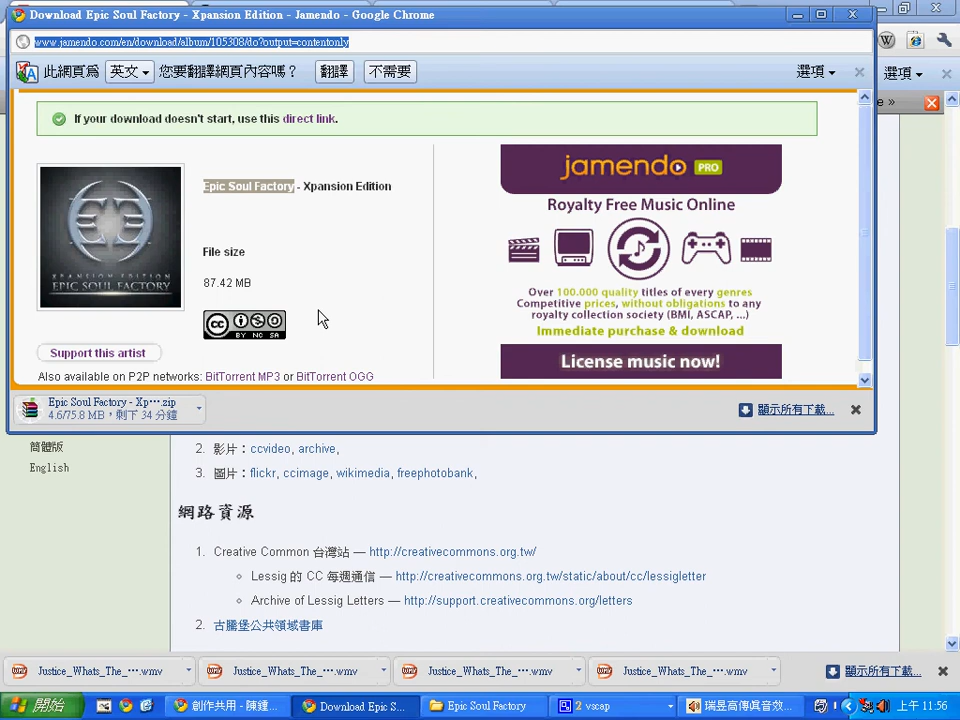 Download Epic Soul Factory - Xpansion Edition - Jamendo - Google Chrome
www.jamendo.com/en/download/album/105308/do?output=contentonly
此網頁為 英文 您要翻譯網頁內容嗎？ 翻譯 不需要 選項
選項
e »
If your download doesn't start, use this direct link.
Epic Soul Factory - Xpansion Edition
File size
87.42 MB
CC BY NC SA
XPANSION EDITION
EPIC SOUL FACTORY
Support this artist
Also available on P2P networks: BitTorrent MP3 or BitTorrent OGG
jamendo PRO
Royalty Free Music Online
Over 100.000 quality titles of every genres
Competitive prices, without obligations to any
royalty collection society (BMI, ASCAP, ...)
Immediate purchase & download
License music now!
Epic Soul Factory - Xp⋯.zip
4.6/75.8 MB，剩下 34 分鐘
顯示所有下載...
簡體版
English
2. 影片：ccvideo, archive,
3. 圖片：flickr, ccimage, wikimedia, freephotobank,
網路資源
1. Creative Common 台灣站 — http://creativecommons.org.tw/
Lessig 的 CC 每週通信 — http://creativecommons.org.tw/static/about/cc/lessigletter
Archive of Lessig Letters — http://support.creativecommons.org/letters
2. 古騰堡公共領域書庫
Justice_Whats_The_⋯.wmv
Justice_Whats_The_⋯.wmv
Justice_Whats_The_⋯.wmv
Justice_Whats_The_⋯.wmv
顯示所有下載...
開始
創作共用 - 陳鍾...
Download Epic S...
Epic Soul Factory
2 vscap
瑞昱高傳真音效...
上午 11:56